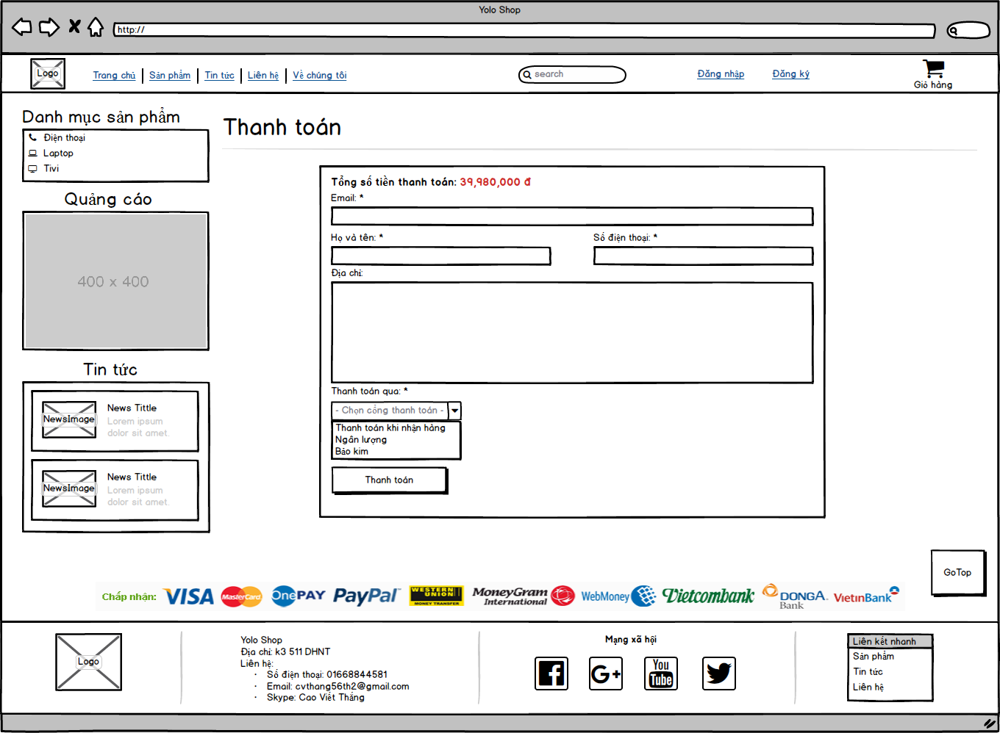 Yolo Shop
http://
Logo
Trang chủ
Sản phẩm
Tin tức
Liên hệ
Về chúng tôi
search
Đăng nhập
Đăng ký
Giỏ hàng
Danh mục sản phẩm
Điện thoại
Laptop
Tivi
Quảng cáo
400 x 400
Tin tức
NewsImage
News Tittle
Lorem ipsum
dolor sit amet.
NewsImage
News Tittle
Lorem ipsum
dolor sit amet.
Thanh toán
Tổng số tiền thanh toán: 39,980,000 đ
Email: *
Họ và tên: *
Số điện thoại: *
Địa chỉ:
Thanh toán qua: *
- Chọn cổng thanh toán -
Thanh toán khi nhận hàng
Ngân lượng
Bảo kim
Thanh toán
GoTop
Chấp nhận:
VISA
MasterCard
OnePAY
PayPal™
WESTERN UNION
MONEY TRANSFER
MoneyGram
International
WebMoney
Vietcombank
DONGA
Bank
VietinBank
Logo
Yolo Shop
Địa chỉ: k3 511 DHNT
Liên hệ:
· Số điện thoại: 01668844581
· Email: cvthang56th2@gmail.com
· Skype: Cao Viết Thắng
Mạng xã hội
G+
You
Tube
Liên kết nhanh
Sản phẩm
Tin tức
Liên hệ